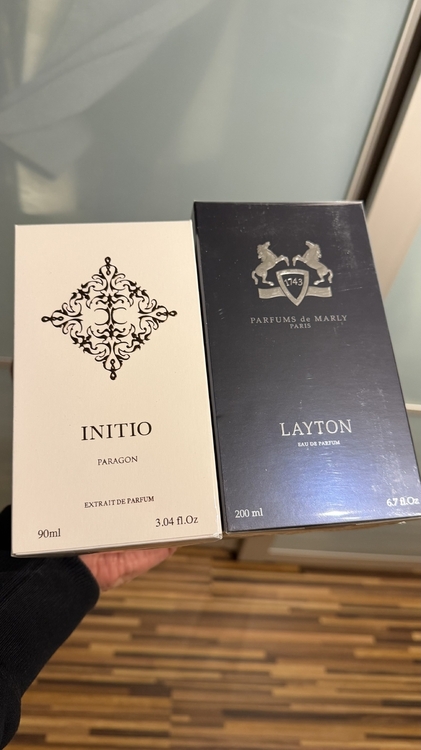 INITIO
PARAGON
EXTRAIT DE PARFUM
90ml
3.04 fl.Oz
1743
PARFUMS de MARLY
PARIS
LAYTON
EAU DE PARFUM
200 ml
6.7 fl.Oz